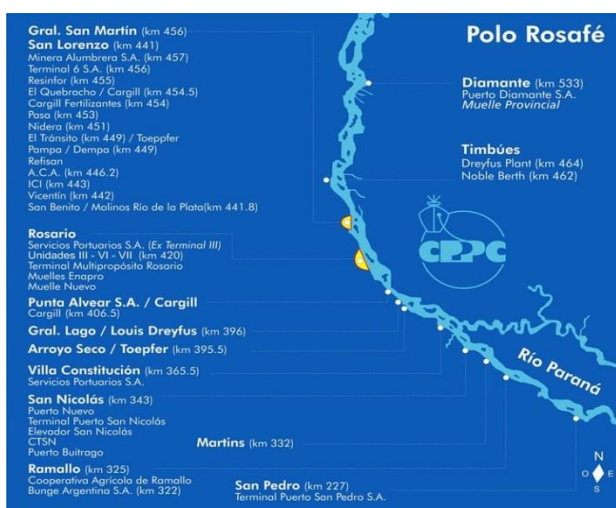 Polo Rosafé
Gral. San Martín (km 456)
San Lorenzo (km 441)
Minera Alumbrera S.A. (km 457)
Terminal 6 S.A. (km 456)
Resinfor (km 455)
El Quebracho / Cargill (km 454.5)
Cargill Fertilizantes (km 454)
Pasa (km 453)
Nidera (km 451)
El Tránsito (km 449) / Toeppfer
Pampa / Dempa (km 449)
Refisan
A.C.A. (km 446.2)
ICI (km 443)
Vicentín (km 442)
San Benito / Molinos Río de la Plata(km 441.8)
Rosario
Servicios Portuarios S.A. (Ex Terminal III)
Unidades III - VI - VII (km 420)
Terminal Multipropósito Rosario
Muelles Enapro
Muelle Nuevo
Punta Alvear S.A. / Cargill
Cargill (km 406.5)
Gral. Lago / Louis Dreyfus (km 396)
Arroyo Seco / Toepfer (km 395.5)
Villa Constitución (km 365.5)
Servicios Portuarios S.A.
San Nicolás (km 343)
Puerto Nuevo
Terminal Puerto San Nicolás
Elevador San Nicolás
CTSN
Puerto Buitrago
Ramallo (km 325)
Cooperativa Agrícola de Ramallo
Bunge Argentina S.A. (km 322)
Martins (km 332)
San Pedro (km 227)
Terminal Puerto San Pedro S.A.
Diamante (km 533)
Puerto Diamante S.A.
Muelle Provincial
Timbúes
Dreyfus Plant (km 464)
Noble Berth (km 462)
CPPC
Río Paraná
N
O E
S